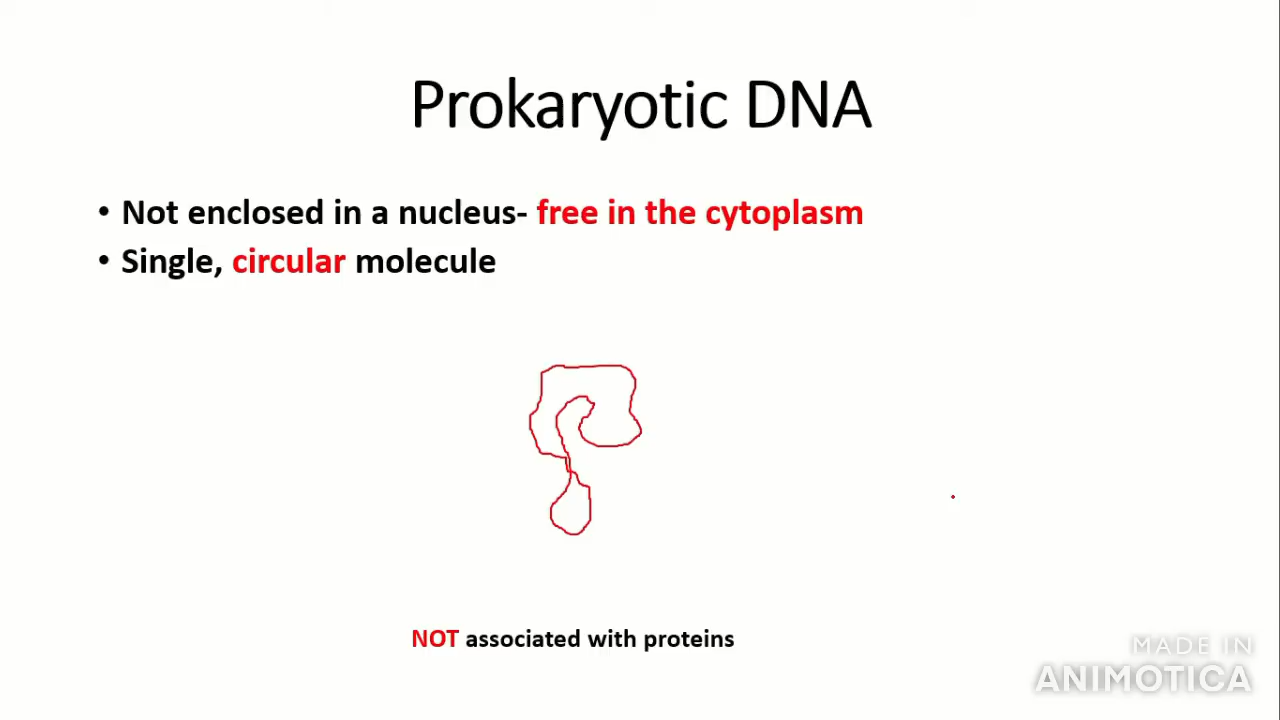 Prokaryotic DNA
• Not enclosed in a nucleus- free in the cytoplasm
• Single, circular molecule
NOT associated with proteins
MADE IN
ANIMOTICA